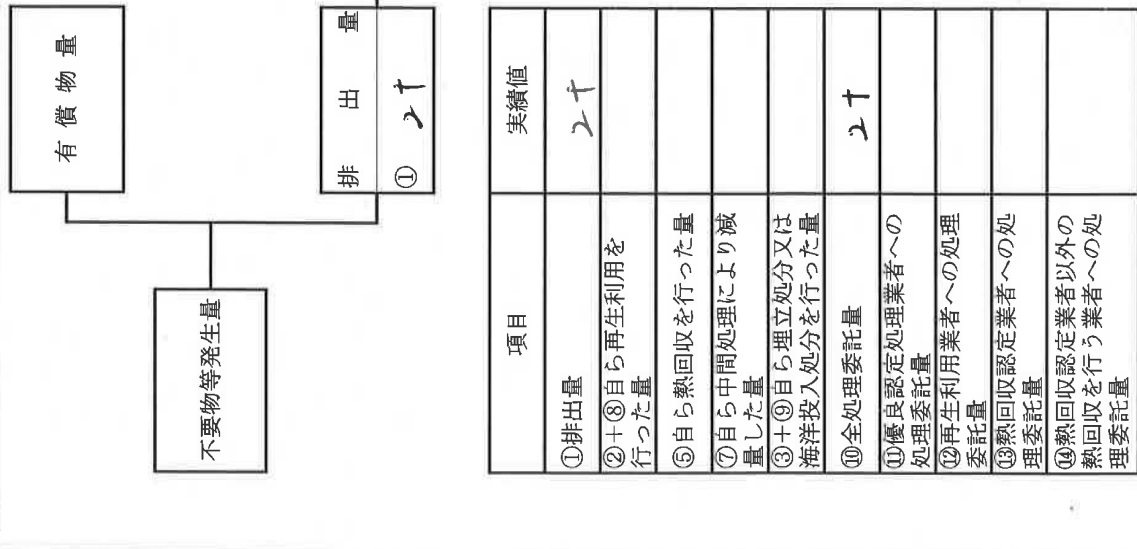 有償物量
不要物等発生量
排出量
① 2t
項目 実績値
①排出量 2t
②+⑧自ら再生利用を
行った量
⑤自ら熱回収を行った量
⑦自ら中間処理により減
量した量
③+⑨自ら埋立処分又は
海洋投入処分を行った量
⑩全処理委託量 2t
⑪優良認定処理業者への
処理委託量
⑫再生利用業者への処理
委託量
⑬熱回収認定業者への処
理委託量
⑭熱回収認定業者以外の
熱回収を行う業者への処
理委託量